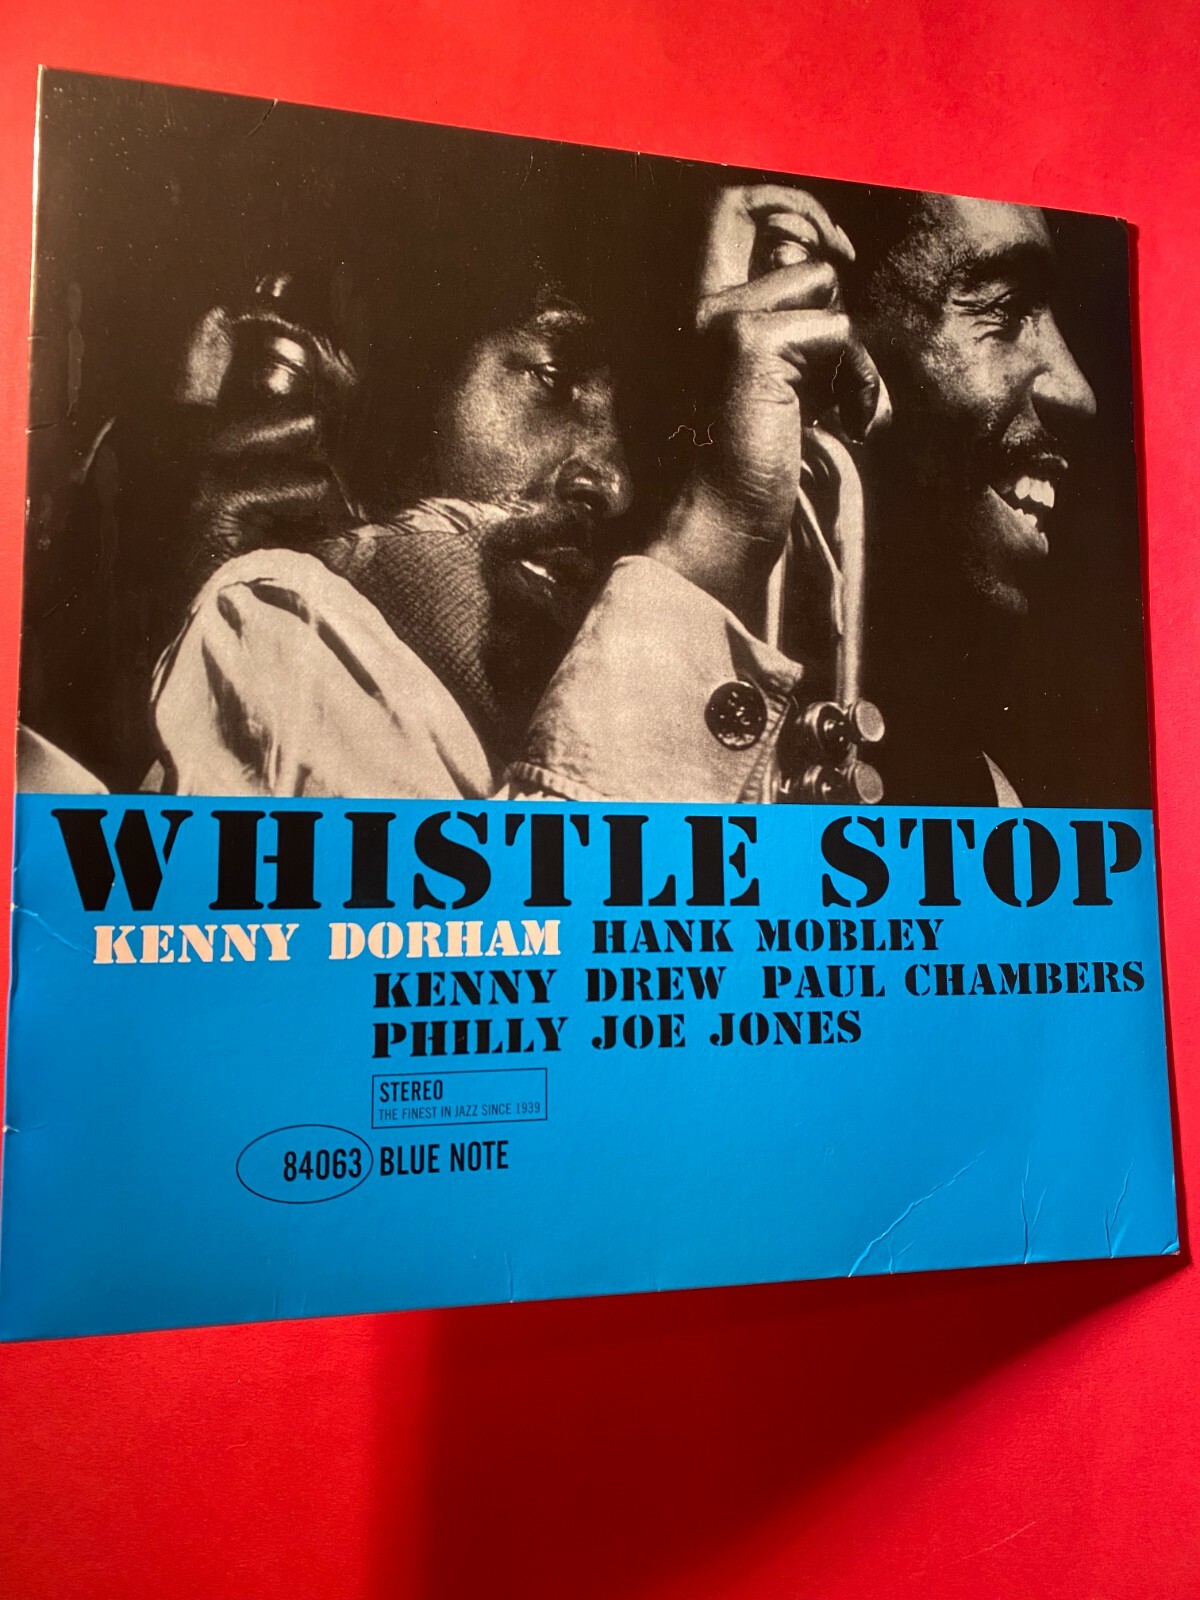 WHISTLE STOP
KENNY DORHAM HANK MOBLEY
KENNY DREW PAUL CHAMBERS
PHILLY JOE JONES
STEREO
THE FINEST IN JAZZ SINCE 1939
84063 BLUE NOTE